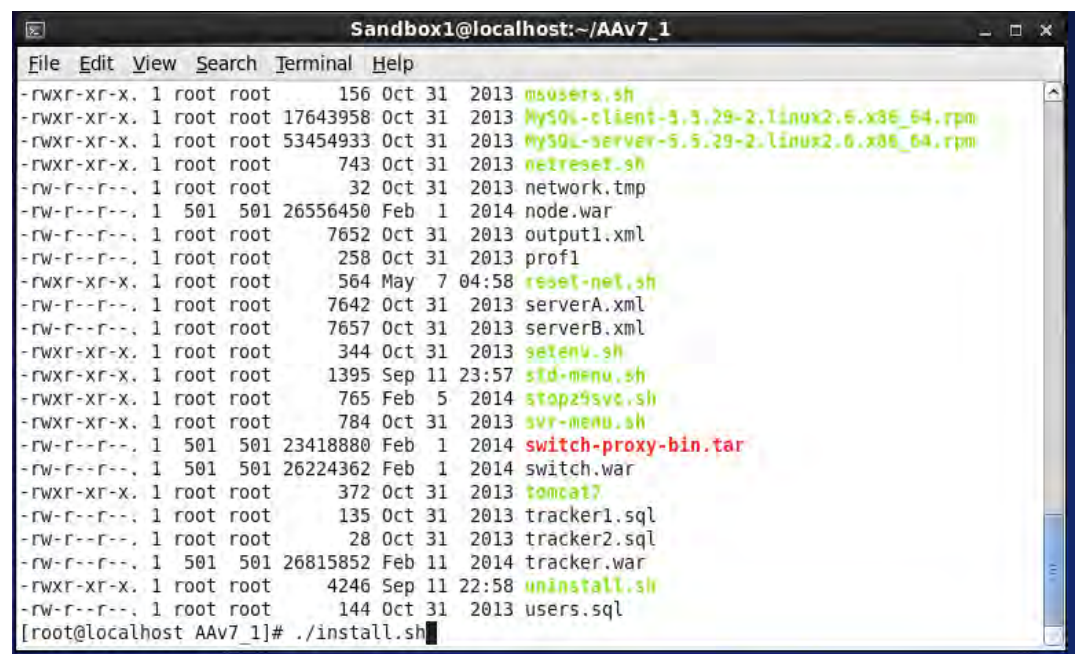 Sandbox1@localhost:~/AAv7_1
File Edit View Search Terminal Help
-rwxr-xr-x. 1 root root 156 Oct 31 2013 msusers.sh
-rwxr-xr-x. 1 root root 17643958 Oct 31 2013 MySQL-client-5.5.29-2.linux2.6.x86_64.rpm
-rwxr-xr-x. 1 root root 53454933 Oct 31 2013 MySQL-server-5.5.29-2.linux2.6.x86_64.rpm
-rwxr-xr-x. 1 root root 743 Oct 31 2013 netreset.sh
-rw-r--r--. 1 root root 32 Oct 31 2013 network.tmp
-rw-r--r--. 1 501 501 26556450 Feb 1 2014 node.war
-rw-r--r--. 1 root root 7652 Oct 31 2013 output1.xml
-rw-r--r--. 1 root root 258 Oct 31 2013 prof1
-rwxr-xr-x. 1 root root 564 May 7 04:58 reset-net.sh
-rw-r--r--. 1 root root 7642 Oct 31 2013 serverA.xml
-rw-r--r--. 1 root root 7657 Oct 31 2013 serverB.xml
-rwxr-xr-x. 1 root root 344 Oct 31 2013 setenv.sh
-rwxr-xr-x. 1 root root 1395 Sep 11 23:57 std-menu.sh
-rwxr-xr-x. 1 root root 765 Feb 5 2014 stopz9svc.sh
-rwxr-xr-x. 1 root root 784 Oct 31 2013 svr-menu.sh
-rw-r--r--. 1 501 501 23418880 Feb 1 2014 switch-proxy-bin.tar
-rw-r--r--. 1 501 501 26224362 Feb 1 2014 switch.war
-rwxr-xr-x. 1 root root 372 Oct 31 2013 tomcat7
-rw-r--r--. 1 root root 135 Oct 31 2013 tracker1.sql
-rw-r--r--. 1 root root 28 Oct 31 2013 tracker2.sql
-rw-r--r--. 1 501 501 26815852 Feb 11 2014 tracker.war
-rwxr-xr-x. 1 root root 4246 Sep 11 22:58 uninstall.sh
-rw-r--r--. 1 root root 144 Oct 31 2013 users.sql
[root@localhost AAv7_1]# ./install.sh